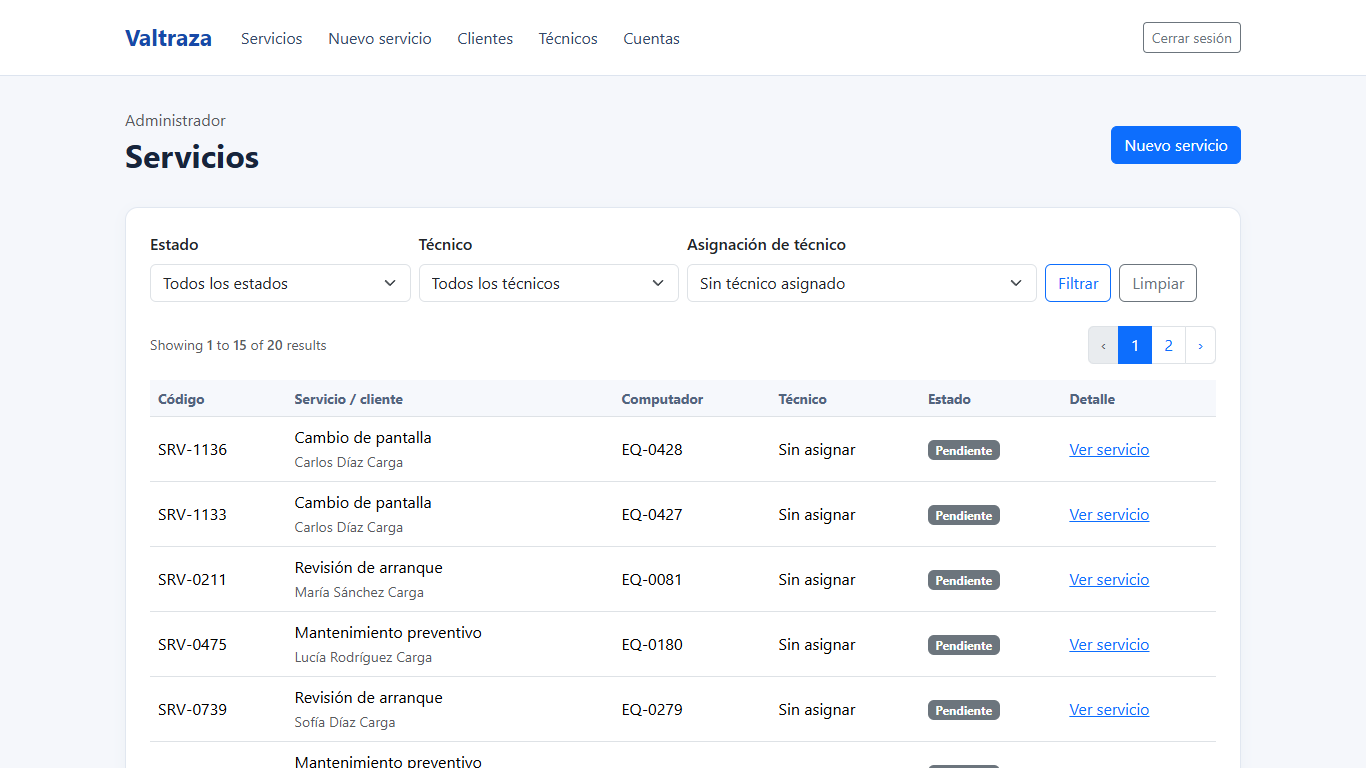 Valtraza Servicios Nuevo servicio Clientes Técnicos Cuentas Cerrar sesión
Administrador
Servicios
Nuevo servicio
Estado Técnico Asignación de técnico
Todos los estados Todos los técnicos Sin técnico asignado Filtrar Limpiar
Showing 1 to 15 of 20 results ‹ 1 2 ›
Código Servicio / cliente Computador Técnico Estado Detalle
SRV-1136 Cambio de pantalla EQ-0428 Sin asignar Pendiente Ver servicio
Carlos Díaz Carga
SRV-1133 Cambio de pantalla EQ-0427 Sin asignar Pendiente Ver servicio
Carlos Díaz Carga
SRV-0211 Revisión de arranque EQ-0081 Sin asignar Pendiente Ver servicio
María Sánchez Carga
SRV-0475 Mantenimiento preventivo EQ-0180 Sin asignar Pendiente Ver servicio
Lucía Rodríguez Carga
SRV-0739 Revisión de arranque EQ-0279 Sin asignar Pendiente Ver servicio
Sofía Díaz Carga
Mantenimiento preventivo